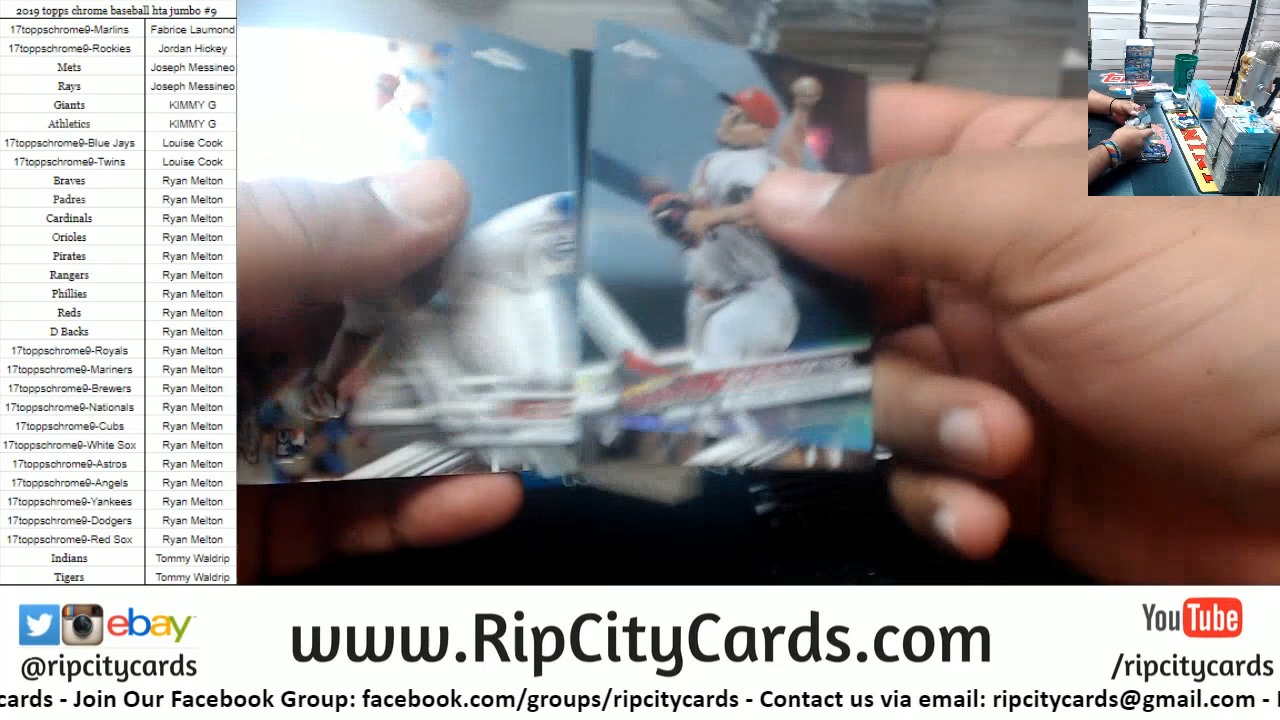 2019 topps chrome baseball hta jumbo #9
17toppschrome9-Marlins Fabrice Laumond
17toppschrome9-Rockies Jordan Hickey
Mets Joseph Messineo
Rays Joseph Messineo
Giants KIMMY G
Athletics KIMMY G
17toppschrome9-Blue Jays Louise Cook
17toppschrome9-Twins Louise Cook
Braves Ryan Melton
Padres Ryan Melton
Cardinals Ryan Melton
Orioles Ryan Melton
Pirates Ryan Melton
Rangers Ryan Melton
Phillies Ryan Melton
Reds Ryan Melton
D Backs Ryan Melton
17toppschrome9-Royals Ryan Melton
17toppschrome9-Mariners Ryan Melton
17toppschrome9-Brewers Ryan Melton
17toppschrome9-Nationals Ryan Melton
17toppschrome9-Cubs Ryan Melton
17toppschrome9-White Sox Ryan Melton
17toppschrome9-Astros Ryan Melton
17toppschrome9-Angels Ryan Melton
17toppschrome9-Yankees Ryan Melton
17toppschrome9-Dodgers Ryan Melton
17toppschrome9-Red Sox Ryan Melton
Indians Tommy Waldrip
Tigers Tommy Waldrip
ebay
@ripcitycards
www.RipCityCards.com
YouTube
/ripcitycards
cards - Join Our Facebook Group: facebook.com/groups/ripcitycards - Contact us via email: ripcitycards@gmail.com -